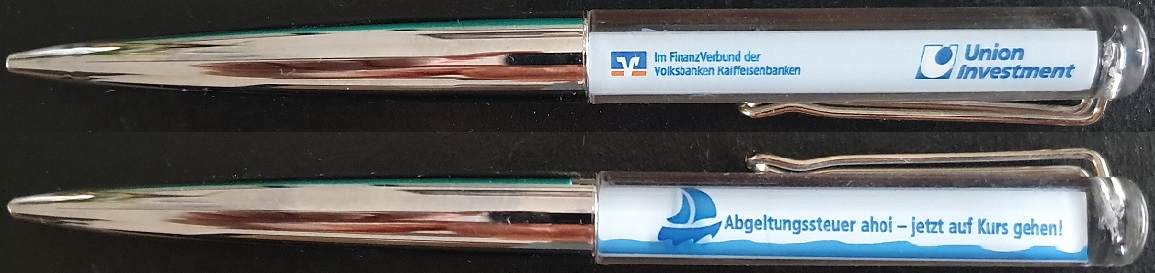 Im FinanzVerbund der
Volksbanken Raiffeisenbanken
Union
Investment
Abgeltungssteuer ahoi – jetzt auf Kurs gehen!